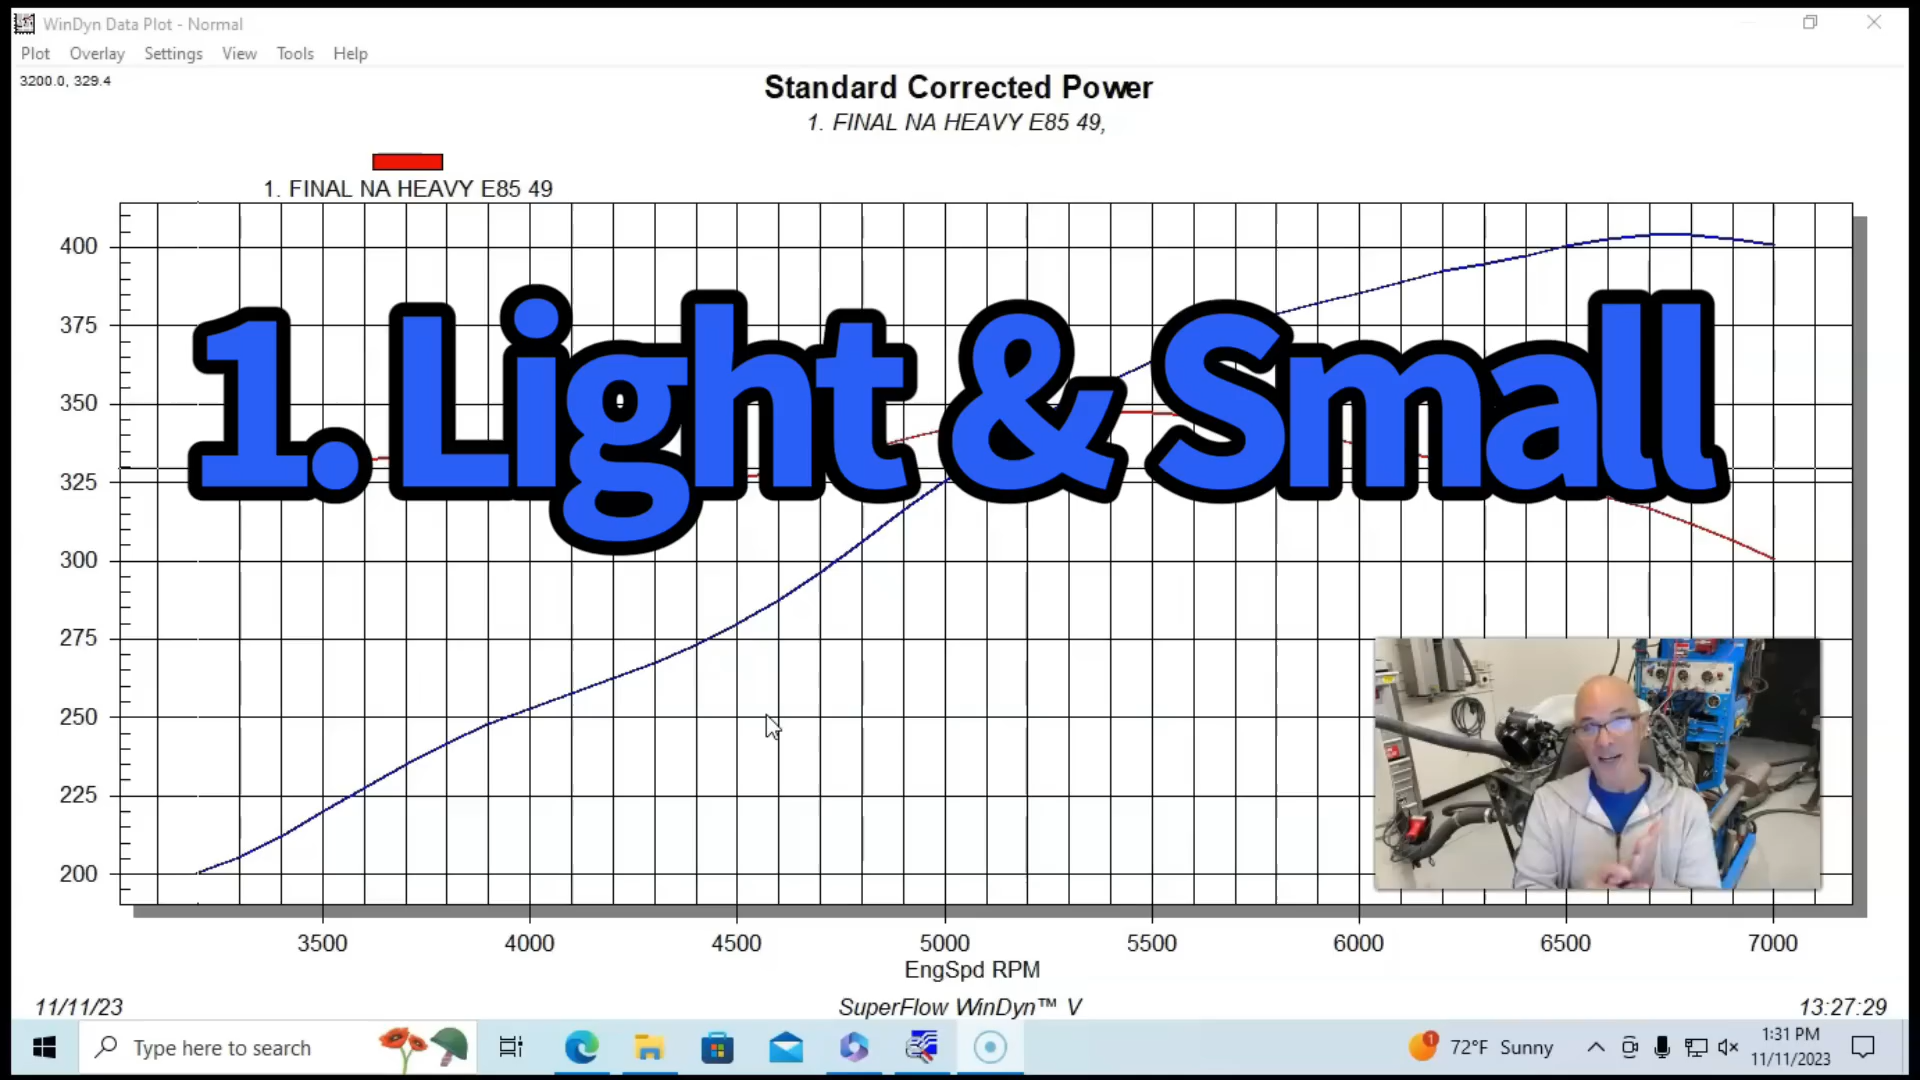 WinDyn Data Plot - Normal
Plot Overlay Settings View Tools Help
3200.0, 329.4
Standard Corrected Power
1. FINAL NA HEAVY E85 49,
1. FINAL NA HEAVY E85 49
1. Light & Small
400
375
350
325
300
275
250
225
200
3500 4000 4500 5000 5500 6000 6500 7000
EngSpd RPM
11/11/23 SuperFlow WinDyn™ V 13:27:29
Type here to search
1
72°F Sunny
1:31 PM
11/11/2023